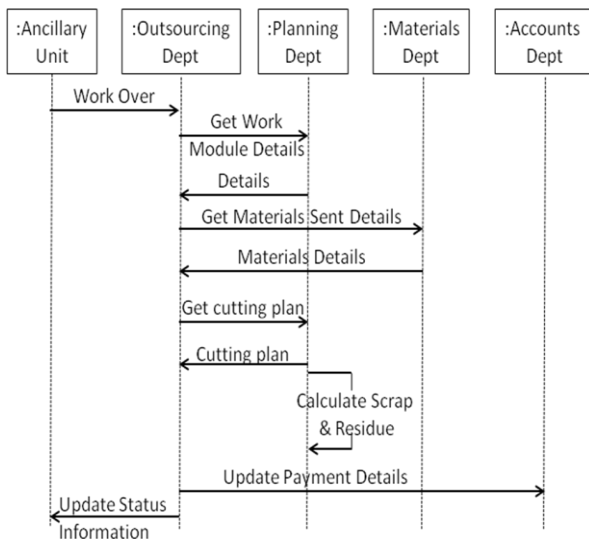 :Ancillary
Unit
:Outsourcing
Dept
:Planning
Dept
:Materials
Dept
:Accounts
Dept
Work Over
Get Work
Module Details
Details
Get Materials Sent Details
Materials Details
Get cutting plan
Cutting plan
Calculate Scrap
& Residue
Update Payment Details
Update Status
Information